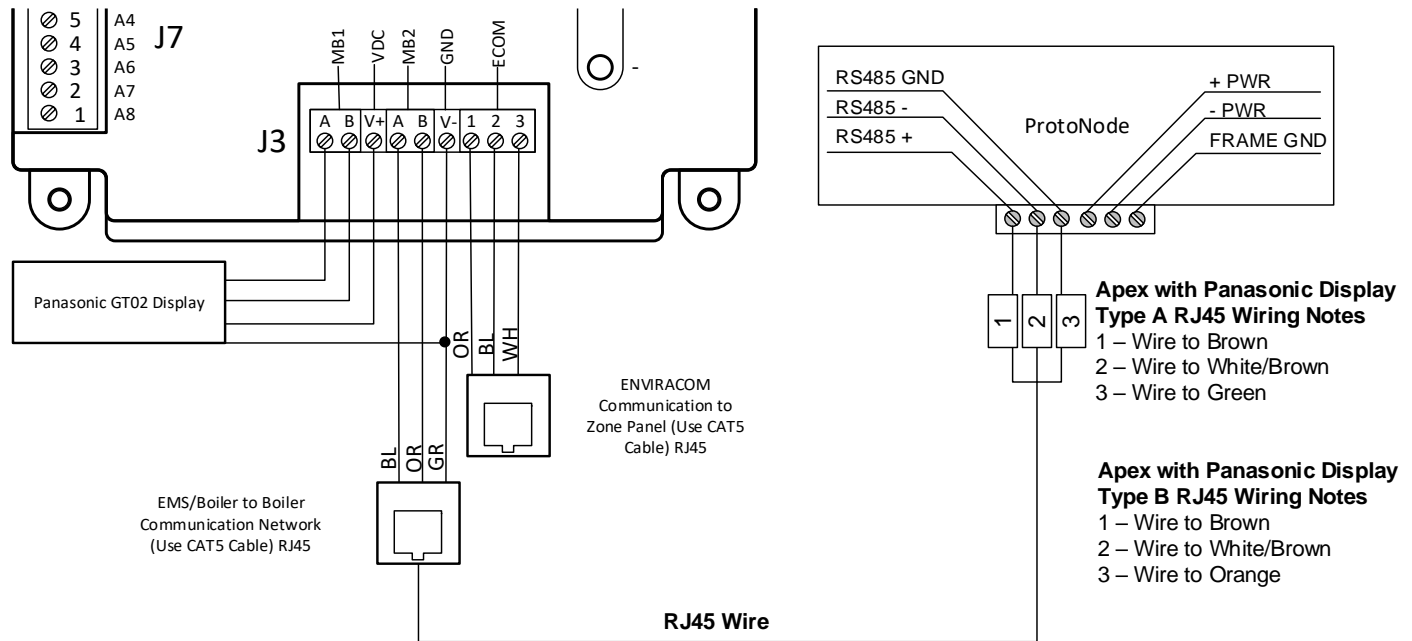 5 A4
4 A5
3 A6
2 A7
1 A8
J7
MB1
VDC
MB2
GND
ECOM
-
J3
A B V+ A B V- 1 2 3
Panasonic GT02 Display
OR
BL
WH
ENVIRACOM
Communication to
Zone Panel (Use CAT5
Cable) RJ45
BL
OR
GR
EMS/Boiler to Boiler
Communication Network
(Use CAT5 Cable) RJ45
RJ45 Wire
RS485 GND
RS485 -
RS485 +
ProtoNode
+ PWR
- PWR
FRAME GND
1
2
3
Apex with Panasonic Display
Type A RJ45 Wiring Notes
1 – Wire to Brown
2 – Wire to White/Brown
3 – Wire to Green
Apex with Panasonic Display
Type B RJ45 Wiring Notes
1 – Wire to Brown
2 – Wire to White/Brown
3 – Wire to Orange